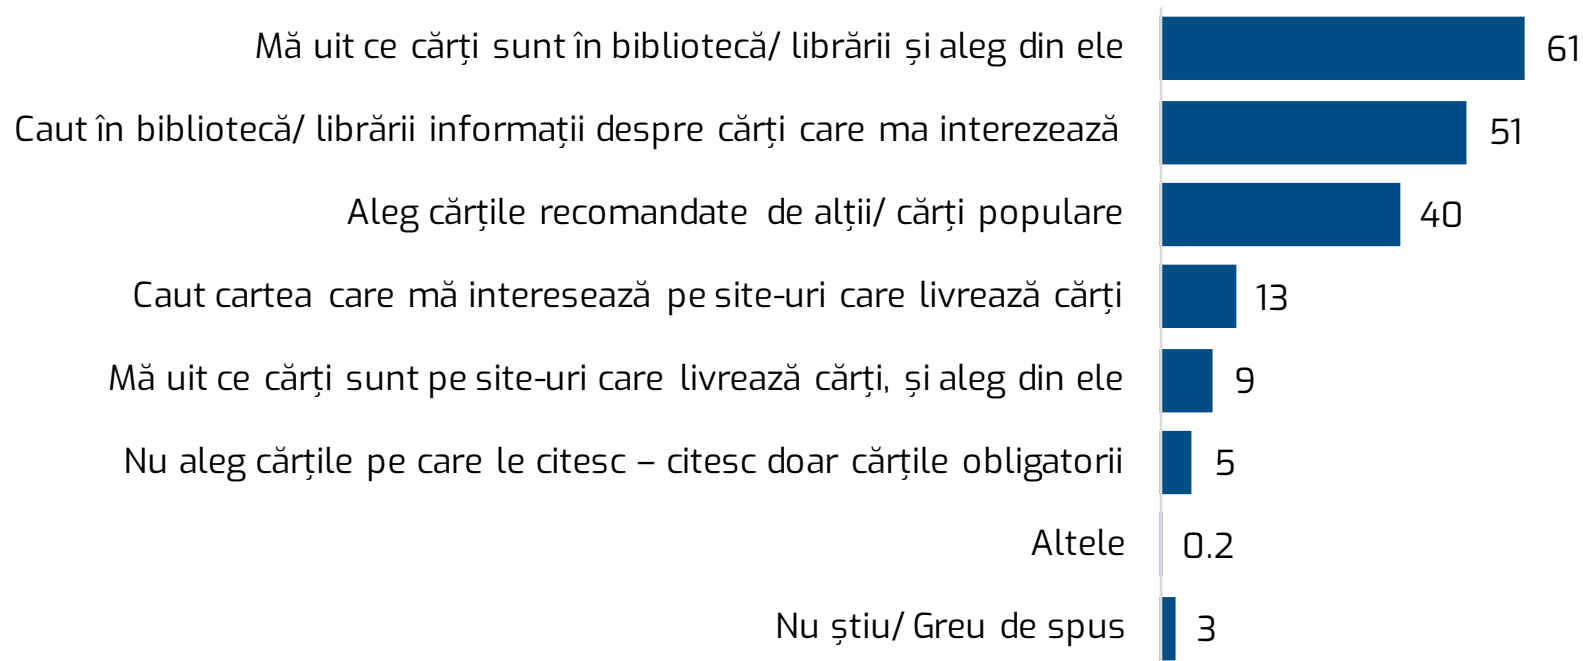 Mă uit ce cărți sunt în bibliotecă/ librării și aleg din ele 61
Caut în bibliotecă/ librării informații despre cărți care ma interezează 51
Aleg cărțile recomandate de alții/ cărți populare 40
Caut cartea care mă interesează pe site-uri care livrează cărți 13
Mă uit ce cărți sunt pe site-uri care livrează cărți, și aleg din ele 9
Nu aleg cărțile pe care le citesc – citesc doar cărțile obligatorii 5
Altele 0.2
Nu știu/ Greu de spus 3